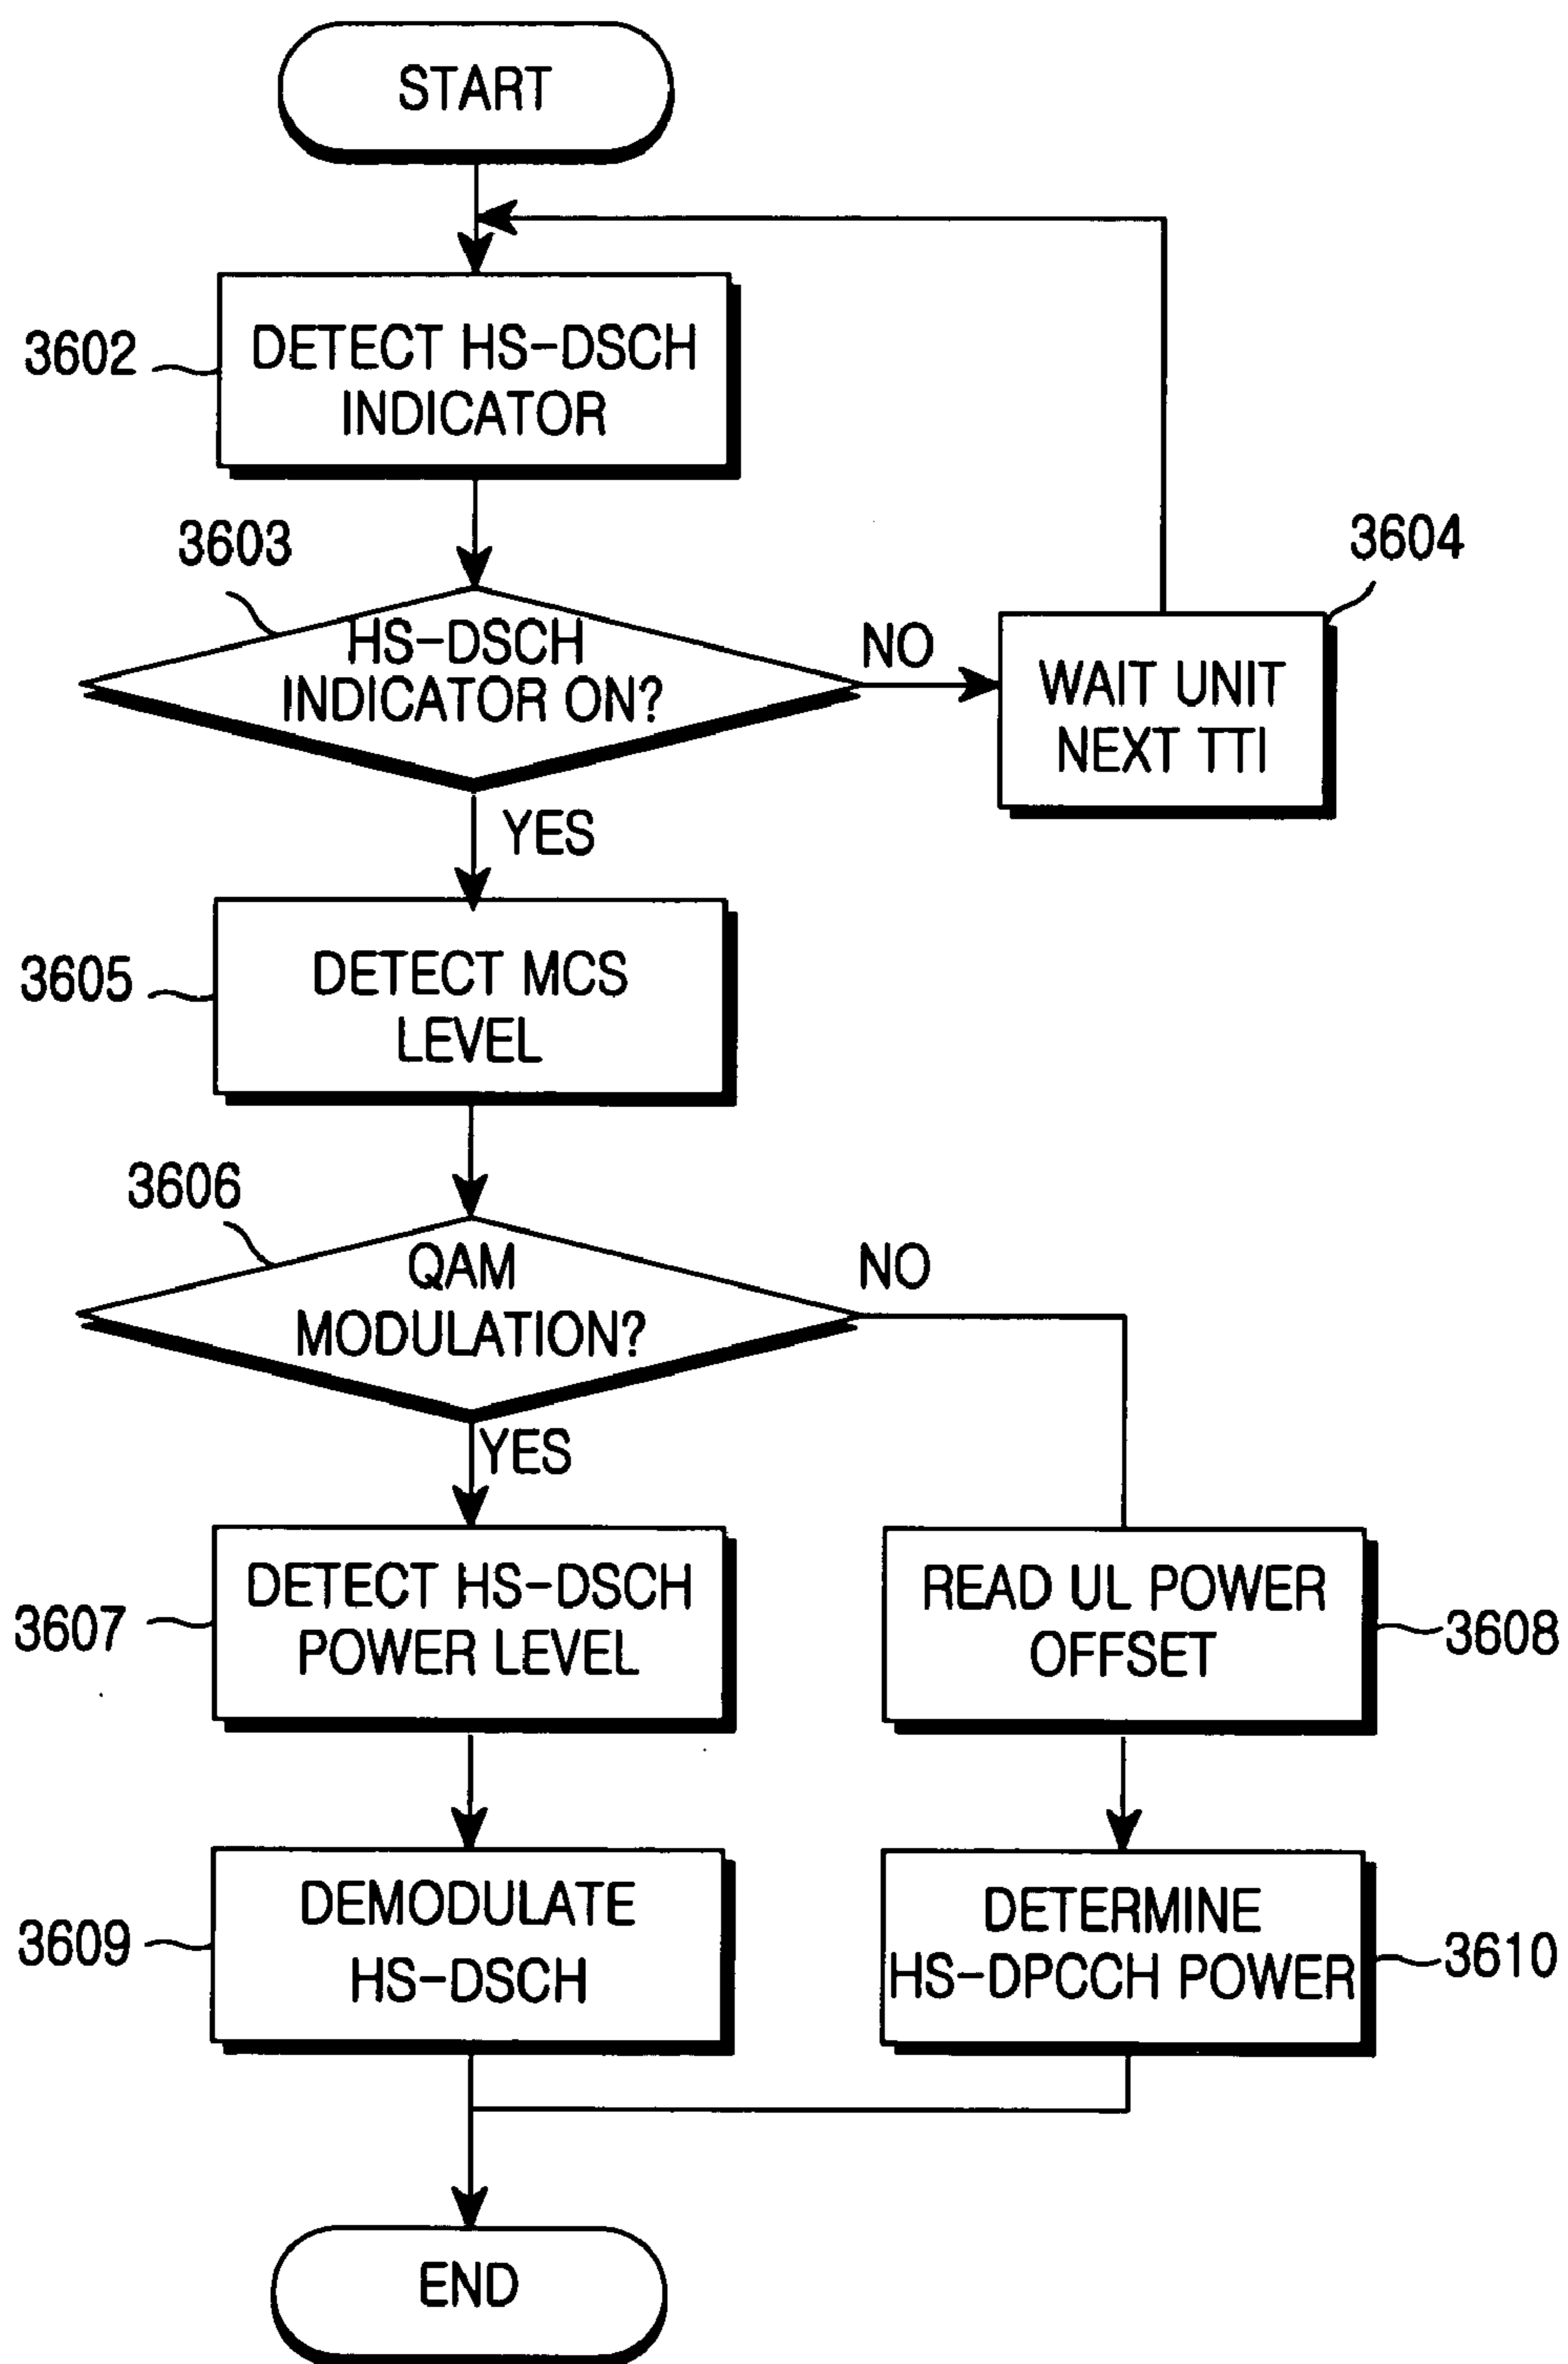 START
3602
DETECT HS-DSCH
INDICATOR
3603
HS-DSCH
INDICATOR ON?
NO
3604
WAIT UNIT
NEXT TTI
YES
3605
DETECT MCS
LEVEL
3606
QAM
MODULATION?
NO
YES
3607
DETECT HS-DSCH
POWER LEVEL
READ UL POWER
OFFSET
3608
3609
DEMODULATE
HS-DSCH
DETERMINE
HS-DPCCH POWER
3610
END